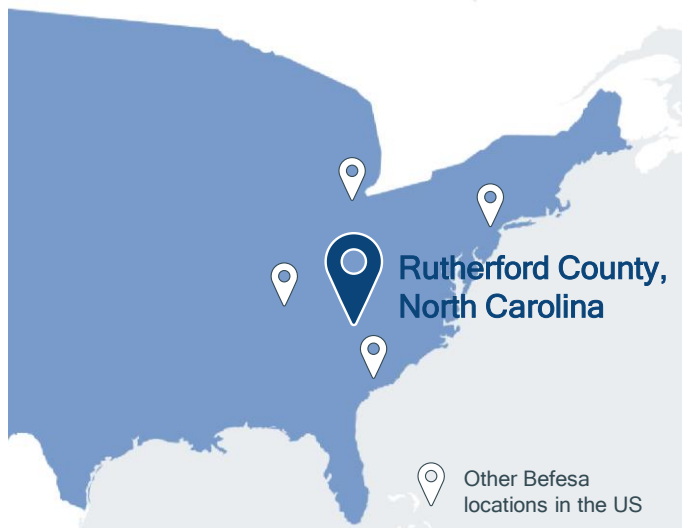 Rutherford County,
North Carolina
Other Befesa
locations in the US